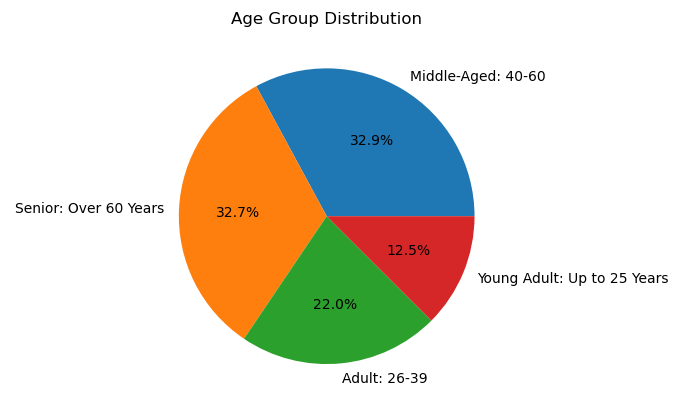 Age Group Distribution
Middle-Aged: 40-60
32.9%
Senior: Over 60 Years
32.7%
12.5%
Young Adult: Up to 25 Years
22.0%
Adult: 26-39